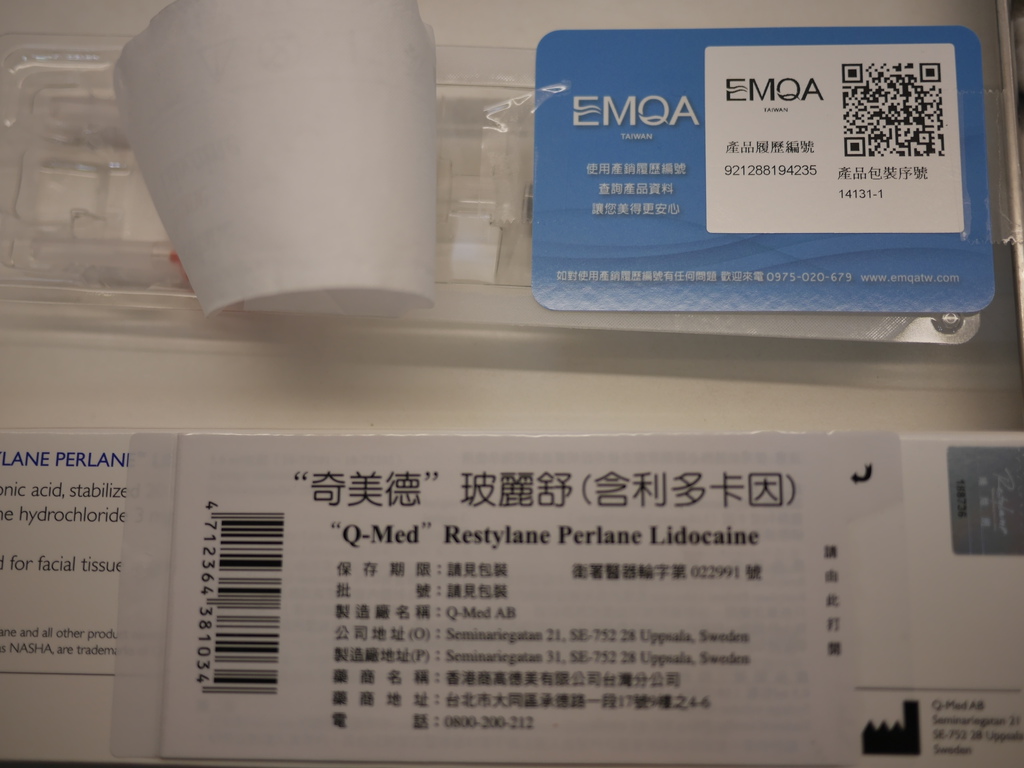 EMQA
TAIWAN
使用產銷履歷編號
查詢產品資料
讓您美得更安心
EMQA
TAIWAN
產品履歷編號
921288194235
產品包裝序號
14131-1
如對使用產銷履歷編號有任何問題 歡迎來電 0975-020-679 www.emqatw.com
YLANE PERLANE
onic acid, stabilize
ne hydrochloride
d for facial tissue
ane and all other produ
s NASHA, are tradem
4712364381034
“奇美德” 玻麗舒(含利多卡因)
“Q-Med” Restylane Perlane Lidocaine
保存期限：請見包裝 衛署醫器輸字第 022991 號
批號：請見包裝
製造廠名稱：Q-Med AB
公司地址(O)：Seminariegatan 21, SE-752 28 Uppsala, Sweden
製造廠地址(P)：Seminariegatan 31, SE-752 28 Uppsala, Sweden
藥商名稱：香港商高德美有限公司台灣分公司
藥商地址：台北市大同區承德路一段17號9樓之4-6
電話：0800-200-212
請由此打開
Q-Med AB
Seminariegatan 21
SE-752 28 Uppsala
Sweden